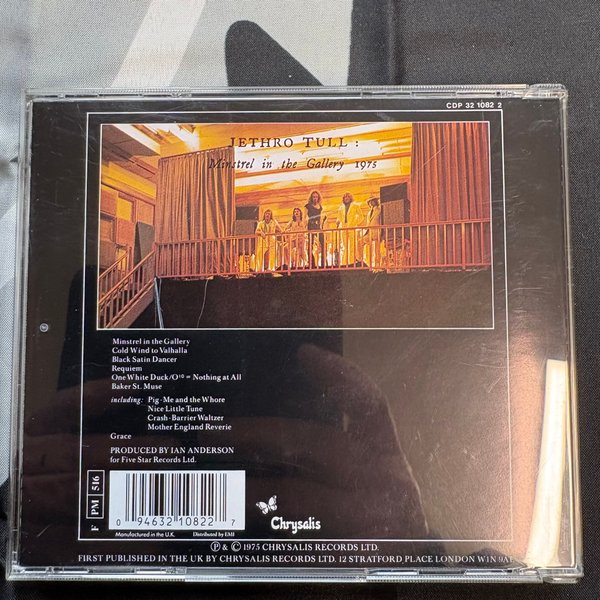 CDP 32 1082 2
JETHRO TULL :
Minstrel in the Gallery 1975
Minstrel in the Gallery
Cold Wind to Valhalla
Black Satin Dancer
Requiem
One White Duck/O¹⁰ = Nothing at All
Baker St. Muse
including: Pig-Me and the Whore
Nice Little Tune
Crash-Barrier Waltzer
Mother England Reverie
Grace
PRODUCED BY IAN ANDERSON
for Five Star Records Ltd.
F PM 516
0 94632 10822 7
Manufactured in the U.K. Distributed by EMI
Chrysalis
Ⓟ & © 1975 CHRYSALIS RECORDS LTD.
FIRST PUBLISHED IN THE UK BY CHRYSALIS RECORDS LTD. 12 STRATFORD PLACE LONDON W1N 9AF